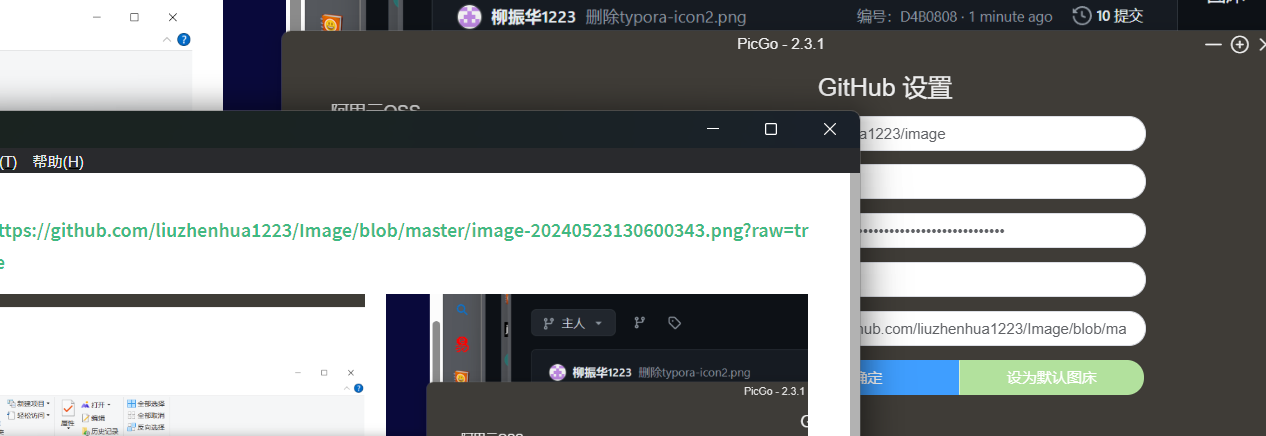 柳振华1223 删除typora-icon2.png 编号: D4B0808 · 1 minute ago 10 提交
PicGo - 2.3.1
GitHub 设置
阿里云OSS
a1223/image
(T) 帮助(H)
ttps://github.com/liuzhenhua1223/Image/blob/master/image-20240523130600343.png?raw=tr
e
hub.com/liuzhenhua1223/Image/blob/ma
主人
确定 设为默认图床
柳振华1223 删除typora-icon2.png
PicGo - 2.3.1
G
新建项目 打开 全部选择
轻松访问 编辑 全部取消
属性 历史记录 反向选择
阿里云OSS